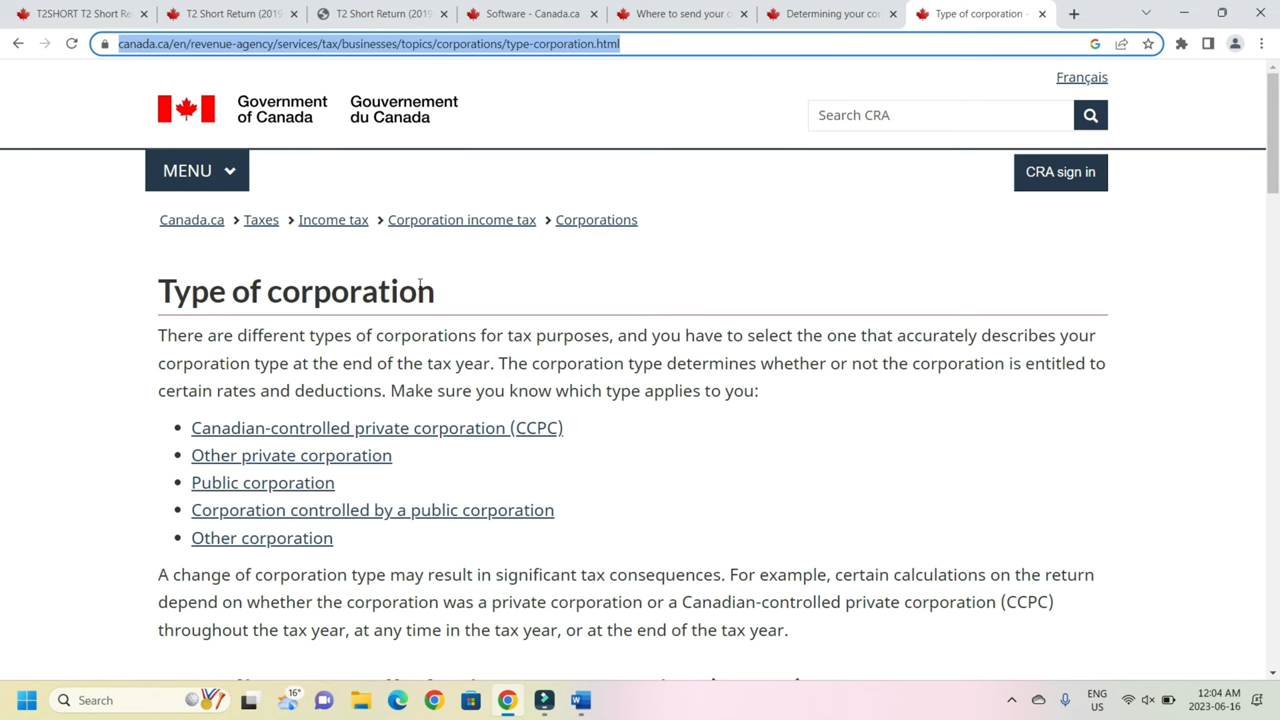 T2SHORT T2 Short Re
T2 Short Return (2019
T2 Short Return (2019
Software - Canada.ca
Where to send your c
Determining your cor
Type of corporation -
canada.ca/en/revenue-agency/services/tax/businesses/topics/corporations/type-corporation.html
Français
Government of Canada
Gouvernement du Canada
Search CRA
MENU
CRA sign in
Canada.ca > Taxes > Income tax > Corporation income tax > Corporations
Type of corporation
There are different types of corporations for tax purposes, and you have to select the one that accurately describes your
corporation type at the end of the tax year. The corporation type determines whether or not the corporation is entitled to
certain rates and deductions. Make sure you know which type applies to you:
• Canadian-controlled private corporation (CCPC)
• Other private corporation
• Public corporation
• Corporation controlled by a public corporation
• Other corporation
A change of corporation type may result in significant tax consequences. For example, certain calculations on the return
depend on whether the corporation was a private corporation or a Canadian-controlled private corporation (CCPC)
throughout the tax year, at any time in the tax year, or at the end of the tax year.
Search
16°
ENG
US
12:04 AM
2023-06-16